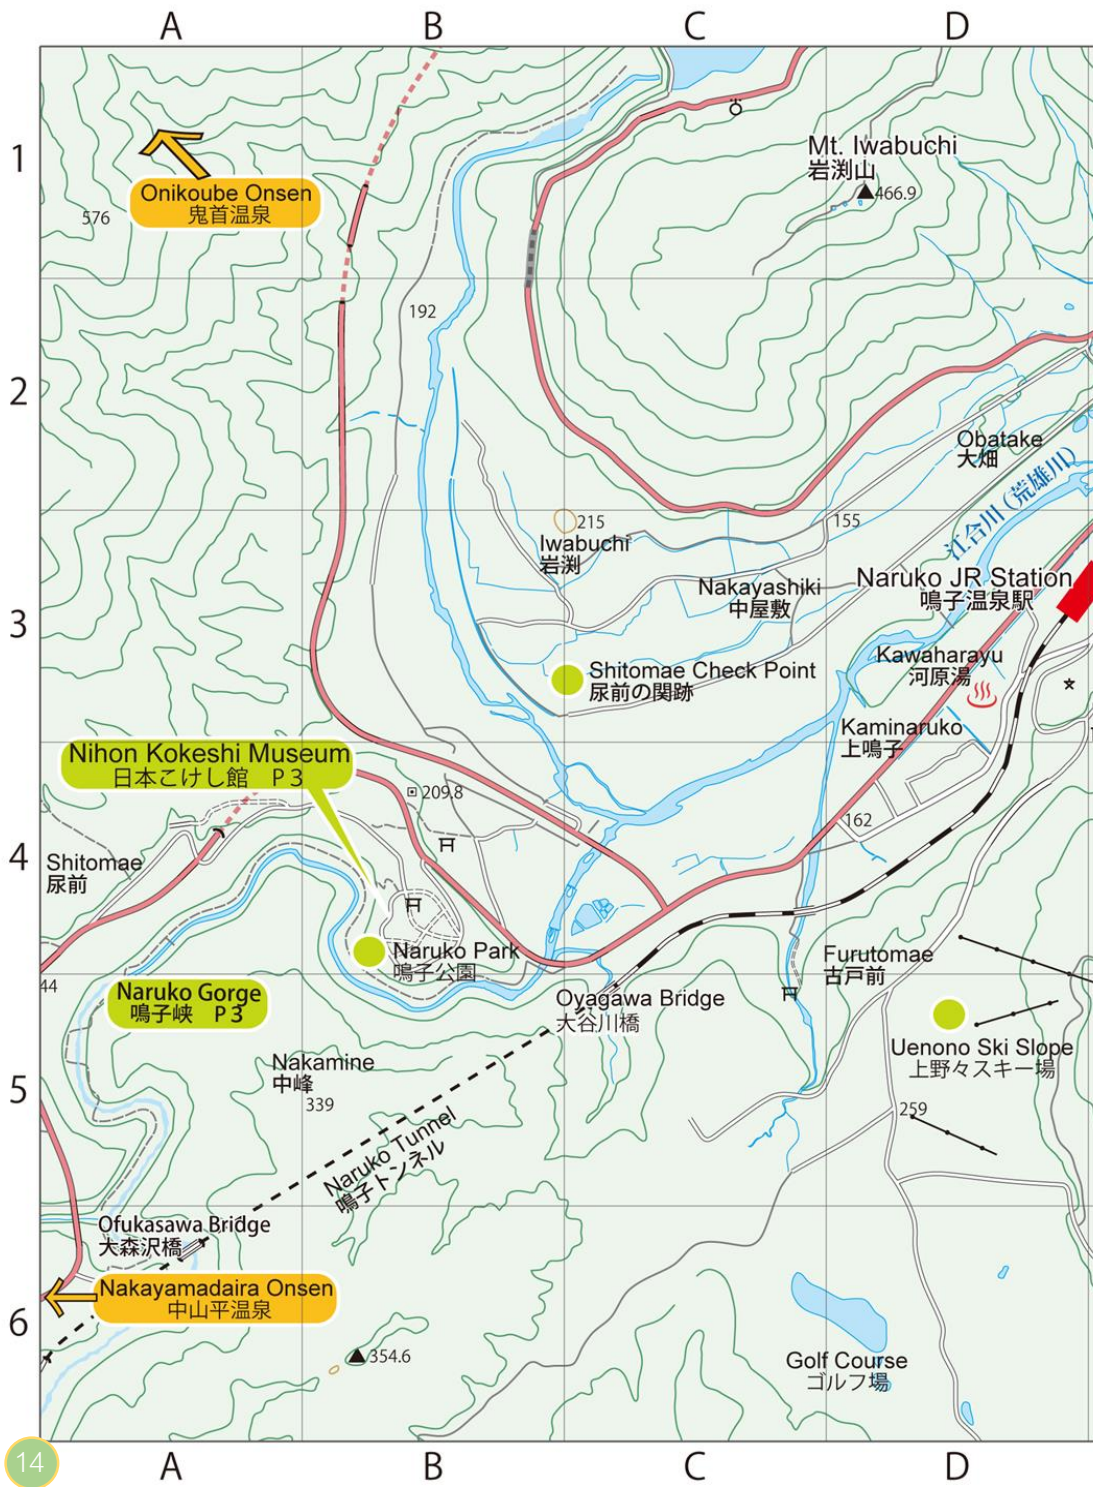 A B C D
1
Mt. Iwabuchi
岩渕山
466.9
Onikoube Onsen
鬼首温泉
576
192
2
Obatake
大畑
江合川(荒雄川)
215
155
Iwabuchi
岩渕
Naruko JR Station
鳴子温泉駅
Nakayashiki
中屋敷
3
Kawaharayu
河原湯
Shitomae Check Point
尿前の関跡
Kaminaruko
上鳴子
Nihon Kokeshi Museum
日本こけし館 P3
209.8
162
4
Shitomae
尿前
Naruko Park
鳴子公園
Furutomae
古戸前
44
Naruko Gorge
鳴子峡 P3
Oyagawa Bridge
大谷川橋
Uenono Ski Slope
上野々スキー場
Nakamine
中峰
5
339
259
Naruko Tunnel
鳴子トンネル
Ofukasawa Bridge
大森沢橋
Nakayamadaira Onsen
中山平温泉
6
354.6
Golf Course
ゴルフ場
14
A B C D